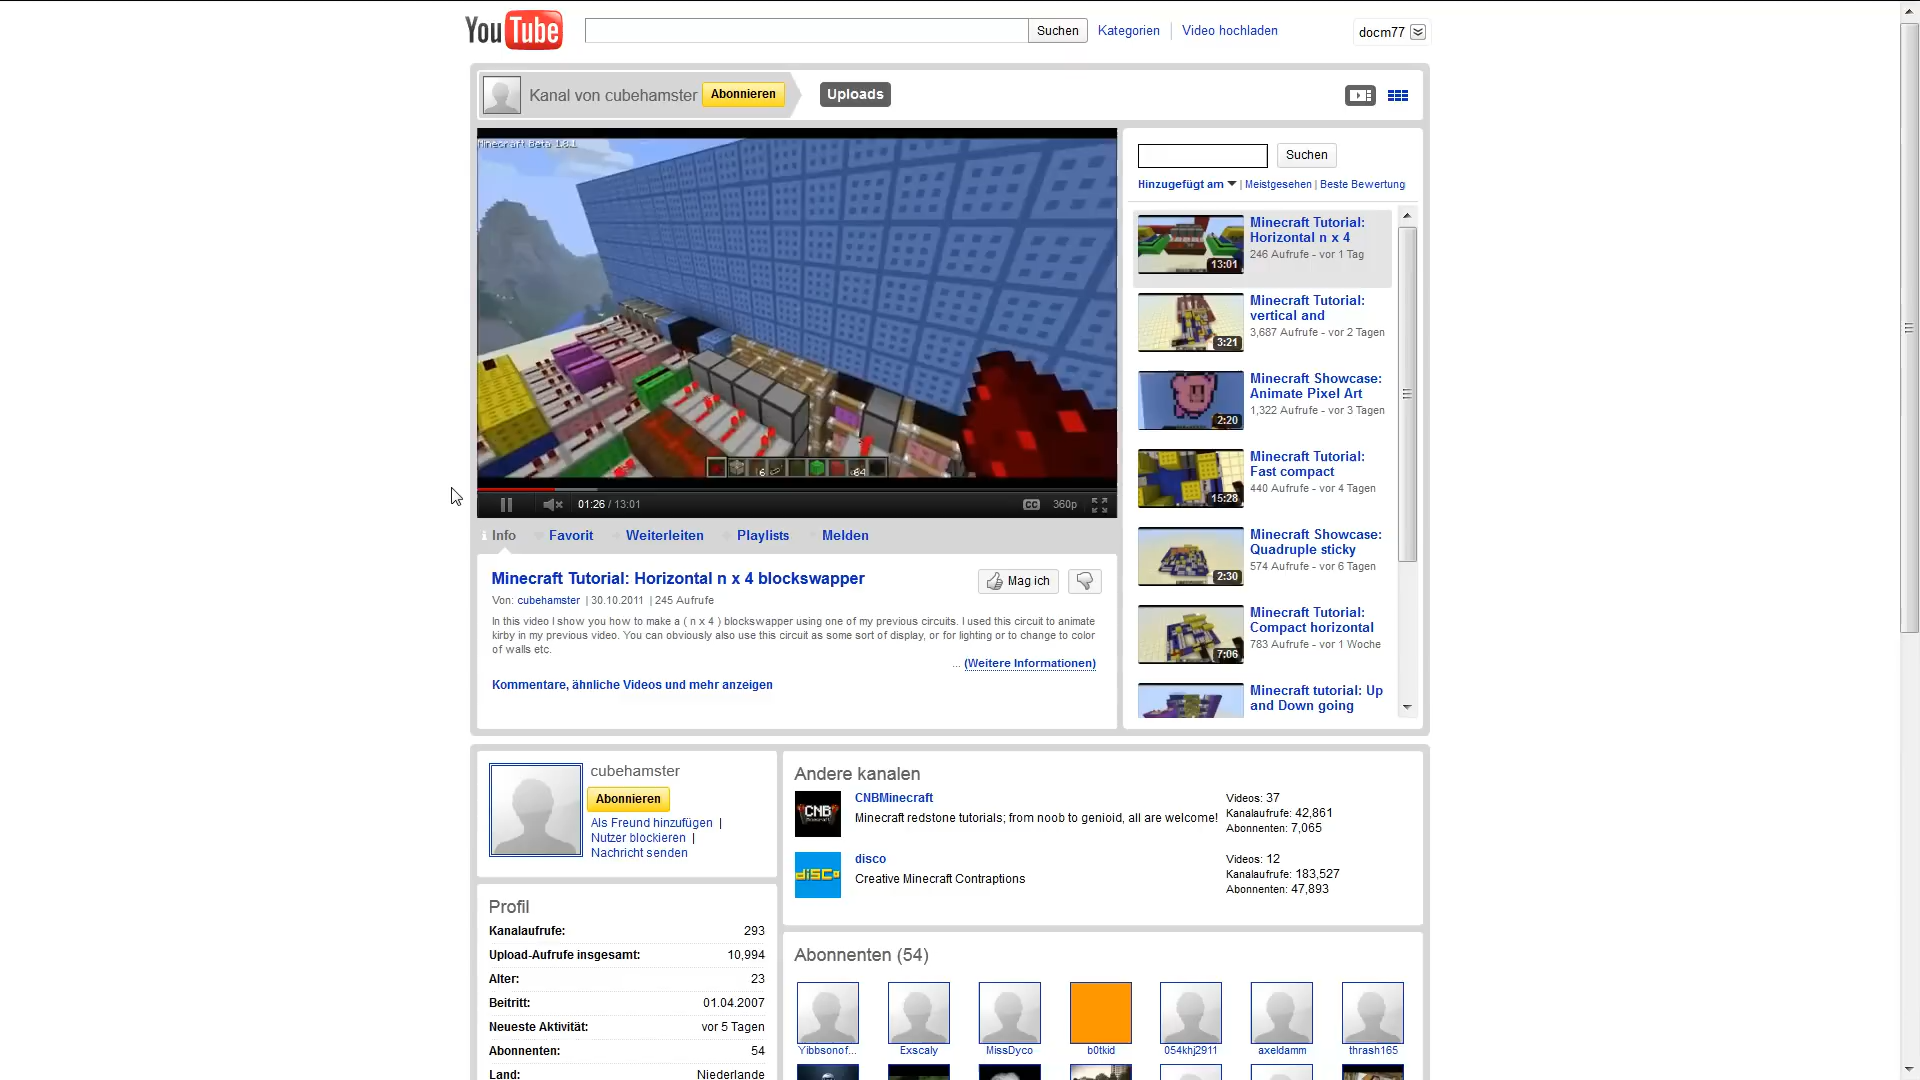 YouTube
Suchen
Kategorien
Video hochladen
docm77
Kanal von cubehamster
Abonnieren
Uploads
Minecraft Beta 1.8.1
6
64
01:26 / 13:01
CC
360p
Suchen
Hinzugefügt am | Meistgesehen | Beste Bewertung
Minecraft Tutorial:
Horizontal n x 4
246 Aufrufe - vor 1 Tag
13:01
Minecraft Tutorial:
vertical and
3,687 Aufrufe - vor 2 Tagen
3:21
Minecraft Showcase:
Animate Pixel Art
1,322 Aufrufe - vor 3 Tagen
2:20
Minecraft Tutorial:
Fast compact
440 Aufrufe - vor 4 Tagen
15:28
Minecraft Showcase:
Quadruple sticky
574 Aufrufe - vor 6 Tagen
2:30
Minecraft Tutorial:
Compact horizontal
783 Aufrufe - vor 1 Woche
7:06
Minecraft tutorial: Up
and Down going
Info
Favorit
Weiterleiten
Playlists
Melden
Minecraft Tutorial: Horizontal n x 4 blockswapper
Mag ich
Von: cubehamster | 30.10.2011 | 245 Aufrufe
In this video I show you how to make a ( n x 4 ) blockswapper using one of my previous circuits. I used this circuit to animate
kirby in my previous video. You can obviously also use this circuit as some sort of display, or for lighting or to change to color
of walls etc.
... (Weitere Informationen)
Kommentare, ähnliche Videos und mehr anzeigen
cubehamster
Abonnieren
Als Freund hinzufügen |
Nutzer blockieren |
Nachricht senden
Profil
Kanalaufrufe: 293
Upload-Aufrufe insgesamt: 10,994
Alter: 23
Beitritt: 01.04.2007
Neueste Aktivität: vor 5 Tagen
Abonnenten: 54
Land: Niederlande
Andere kanalen
CNB
CNBMinecraft
Minecraft redstone tutorials; from noob to genioid, all are welcome!
Videos: 37
Kanalaufrufe: 42,861
Abonnenten: 7,065
disco
disco
Creative Minecraft Contraptions
Videos: 12
Kanalaufrufe: 183,527
Abonnenten: 47,893
Abonnenten (54)
Yibbsonof...
Exscaly
MissDyco
b0tkid
054khj2911
axeldamm
thrash165